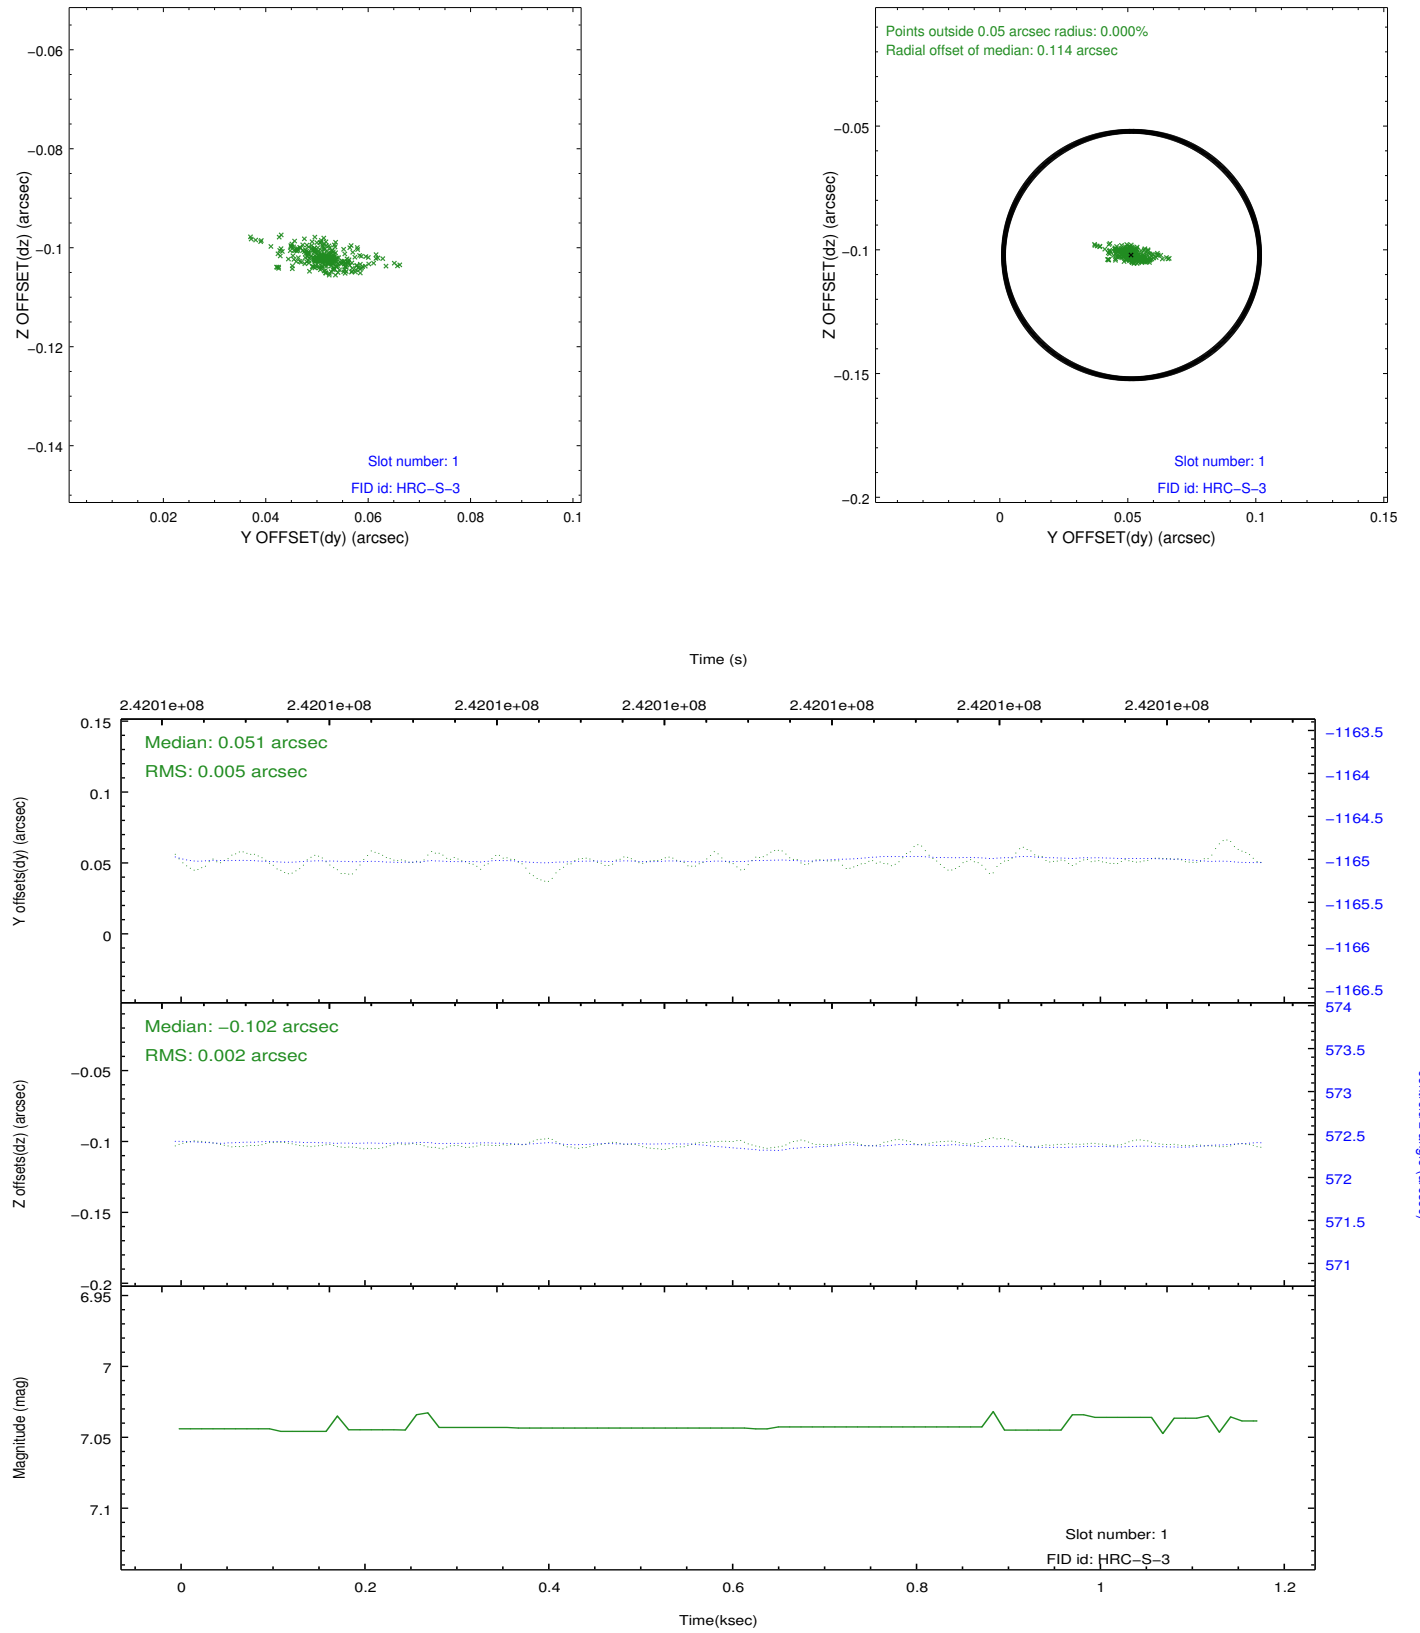 −0.06
−0.08
−0.1
−0.12
−0.14
Z OFFSET(dz) (arcsec)
Slot number: 1
FID id: HRC−S−3
0.02 0.04 0.06 0.08 0.1
Y OFFSET(dy) (arcsec)
Points outside 0.05 arcsec radius: 0.000%
Radial offset of median: 0.114 arcsec
−0.05
−0.1
−0.15
−0.2
Z OFFSET(dz) (arcsec)
Slot number: 1
FID id: HRC−S−3
0 0.05 0.1 0.15
Y OFFSET(dy) (arcsec)
Time (s)
2.4201e+08 2.4201e+08 2.4201e+08 2.4201e+08 2.4201e+08 2.4201e+08 2.4201e+08
Median: 0.051 arcsec
RMS: 0.005 arcsec
0.15
0.1
0.05
0
Y offsets(dy) (arcsec)
−1163.5
−1164
−1164.5
−1165
−1165.5
−1166
−1166.5
Median: −0.102 arcsec
RMS: 0.002 arcsec
−0.05
−0.1
−0.15
−0.2
Z offsets(dz) (arcsec)
574
573.5
573
572.5
572
571.5
571
6.95
7
7.05
7.1
Magnitude (mag)
Slot number: 1
FID id: HRC−S−3
0 0.2 0.4 0.6 0.8 1 1.2
Time(ksec)